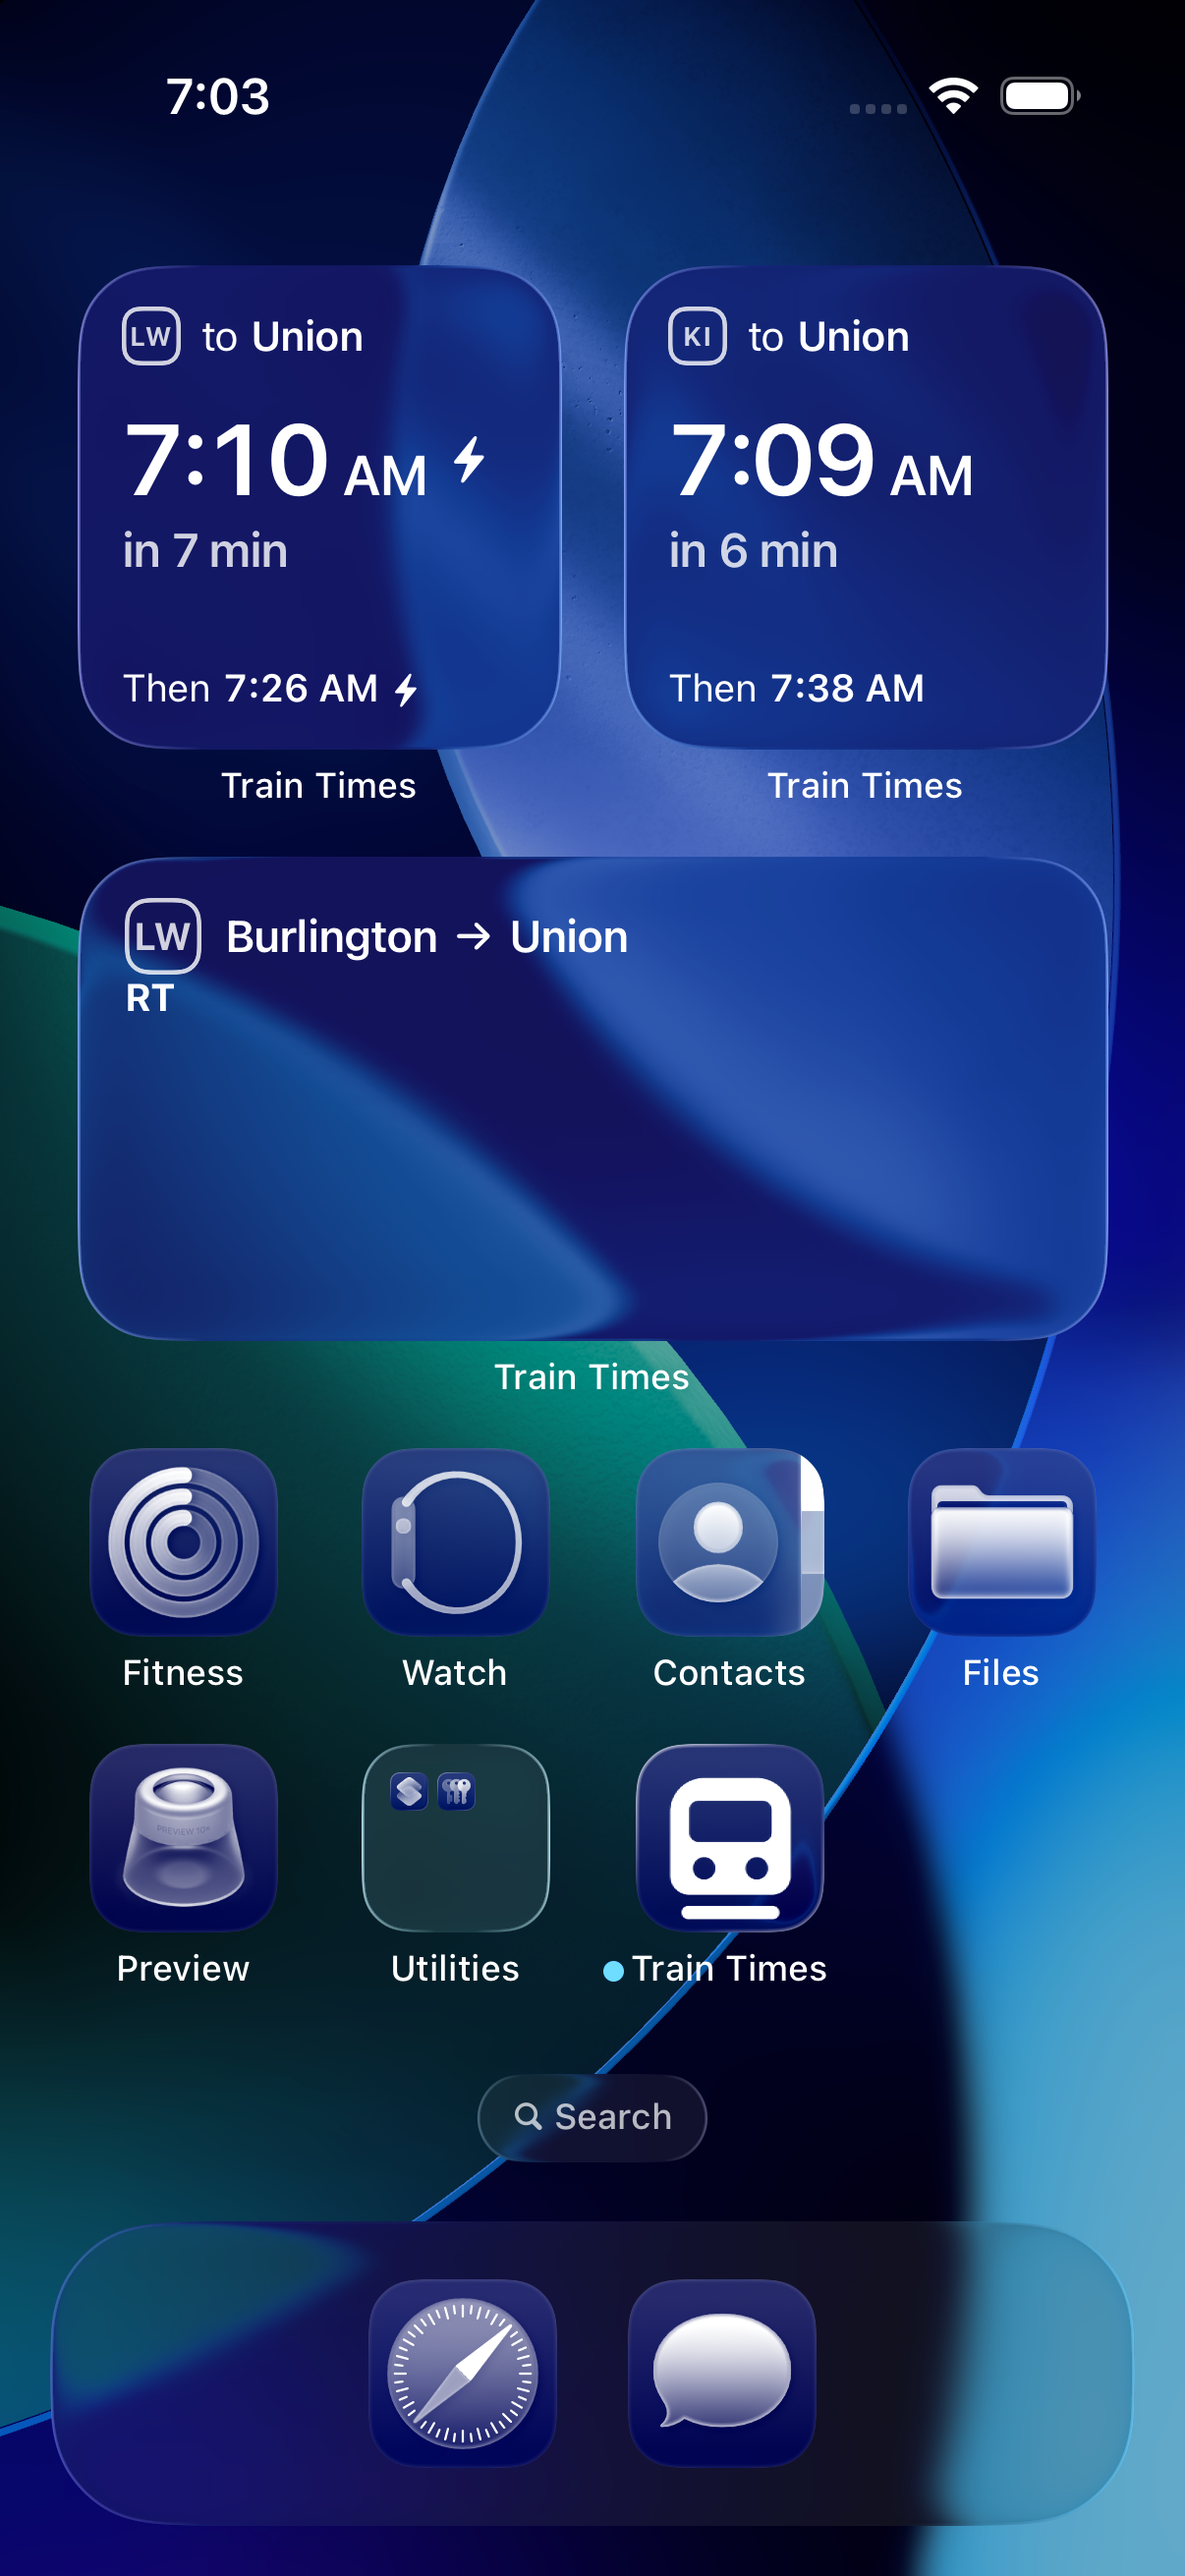 7:03
LW to Union
7:10 AM
in 7 min
Then 7:26 AM
Train Times
KI to Union
7:09 AM
in 6 min
Then 7:38 AM
Train Times
LW Burlington → Union
RT
Train Times
Fitness
Watch
Contacts
Files
PREVIEW 10×
Preview
Utilities
Train Times
Search